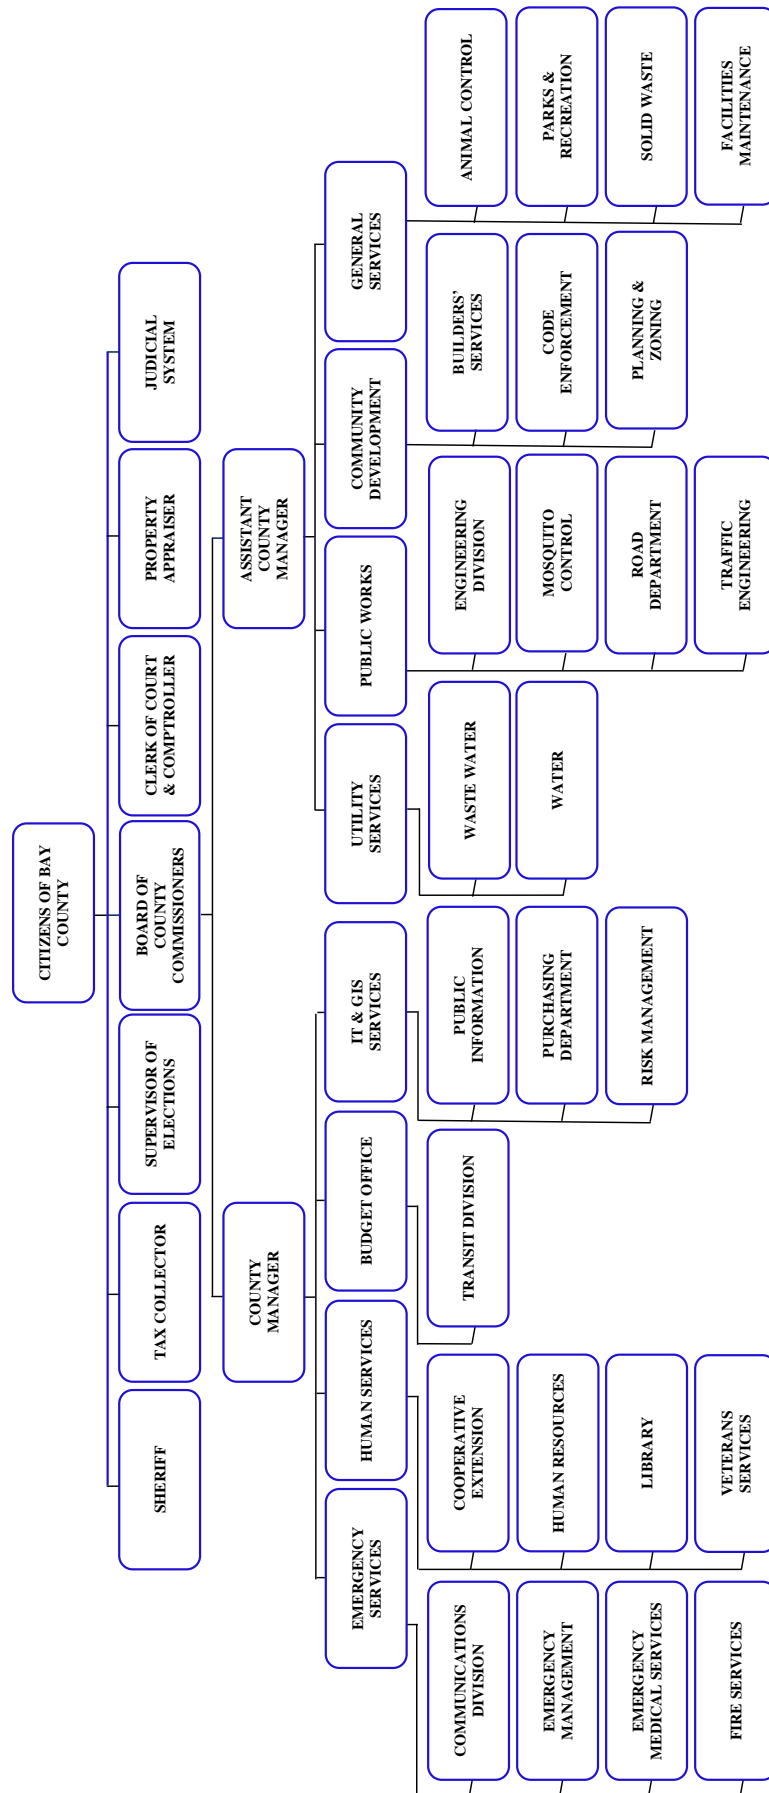 CITIZENS OF BAY
COUNTY
SHERIFF
TAX COLLECTOR
SUPERVISOR OF
ELECTIONS
BOARD OF
COUNTY
COMMISSIONERS
CLERK OF COURT
& COMPTROLLER
PROPERTY
APPRAISER
JUDICIAL
SYSTEM
COUNTY
MANAGER
ASSISTANT
COUNTY
MANAGER
EMERGENCY
SERVICES
HUMAN SERVICES
BUDGET OFFICE
IT & GIS
SERVICES
UTILITY
SERVICES
PUBLIC WORKS
COMMUNITY
DEVELOPMENT
GENERAL
SERVICES
COMMUNICATIONS
DIVISION
EMERGENCY
MANAGEMENT
EMERGENCY
MEDICAL SERVICES
FIRE SERVICES
COOPERATIVE
EXTENSION
HUMAN RESOURCES
LIBRARY
VETERANS
SERVICES
TRANSIT DIVISION
PUBLIC
INFORMATION
PURCHASING
DEPARTMENT
RISK MANAGEMENT
WASTE WATER
WATER
ENGINEERING
DIVISION
MOSQUITO
CONTROL
ROAD
DEPARTMENT
TRAFFIC
ENGINEERING
BUILDERS’
SERVICES
CODE
ENFORCEMENT
PLANNING &
ZONING
ANIMAL CONTROL
PARKS &
RECREATION
SOLID WASTE
FACILITIES
MAINTENANCE